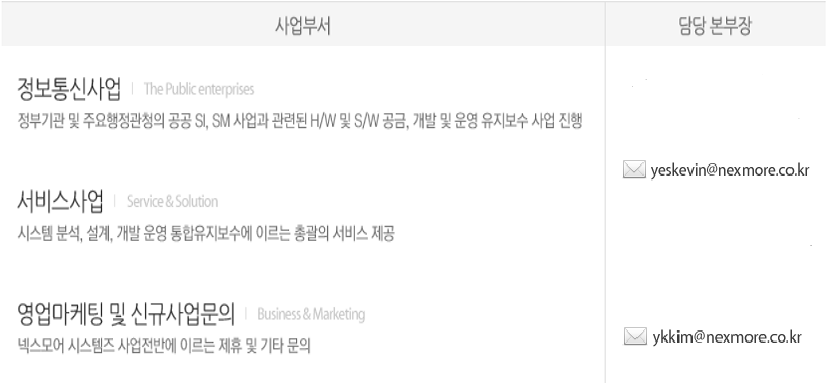 사업부서 담당 본부장
정보통신사업 | The Public enterprises
정부기관 및 주요행정관청의 공공 SI, SM 사업과 관련된 H/W 및 S/W 공금, 개발 및 운영 유지보수 사업 진행
yeskevin@nexmore.co.kr
서비스사업 | Service & Solution
시스템 분석, 설계, 개발 운영 통합유지보수에 이르는 총괄의 서비스 제공
영업마케팅 및 신규사업문의 | Business & Marketing
ykkim@nexmore.co.kr
넥스모어 시스템즈 사업전반에 이르는 제휴 및 기타 문의